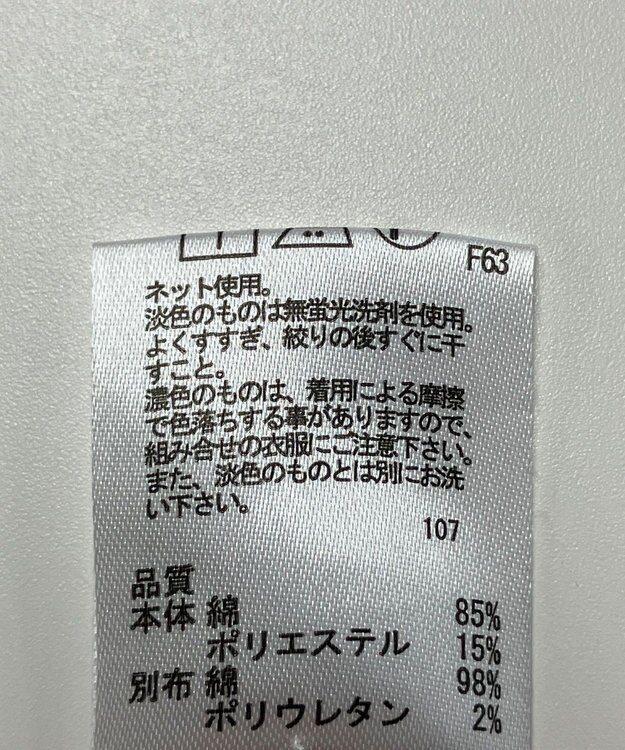 F63
ネット使用。
淡色のものは無蛍光洗剤を使用。
よくすすぎ、絞りの後すぐに干
すこと。
濃色のものは、着用による摩擦
で色落ちする事がありますので、
組み合せの衣服にご注意下さい。
また、淡色のものとは別にお洗
い下さい。
107
品質
本体 綿 85%
ポリエステル 15%
別布 綿 98%
ポリウレタン 2%